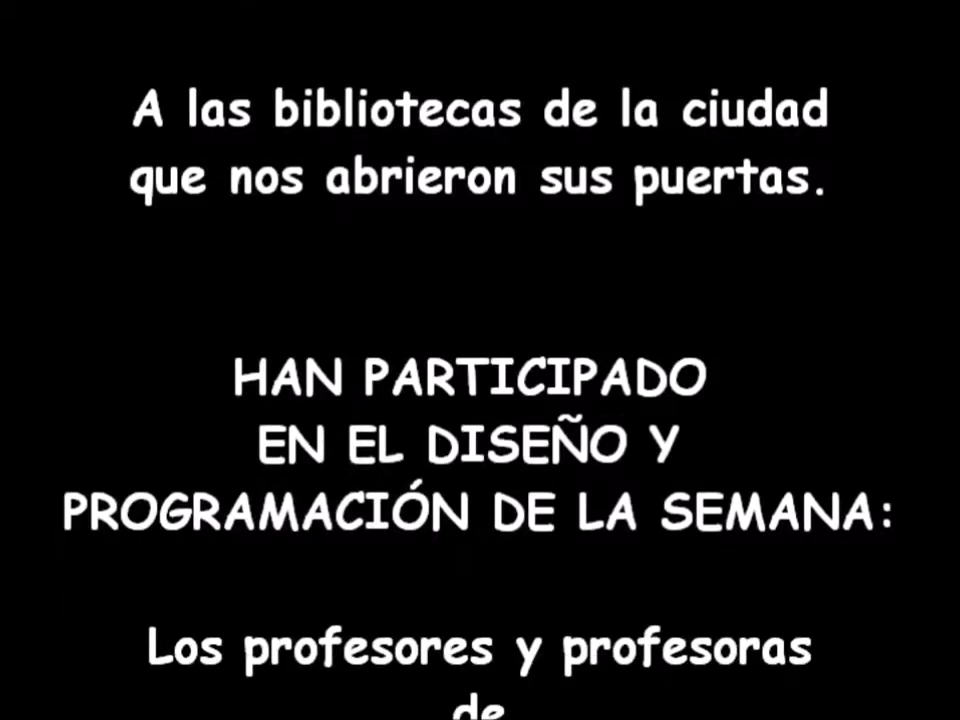 A las bibliotecas de la ciudad
que nos abrieron sus puertas.
HAN PARTICIPADO
EN EL DISEÑO Y
PROGRAMACIÓN DE LA SEMANA:
Los profesores y profesoras
de